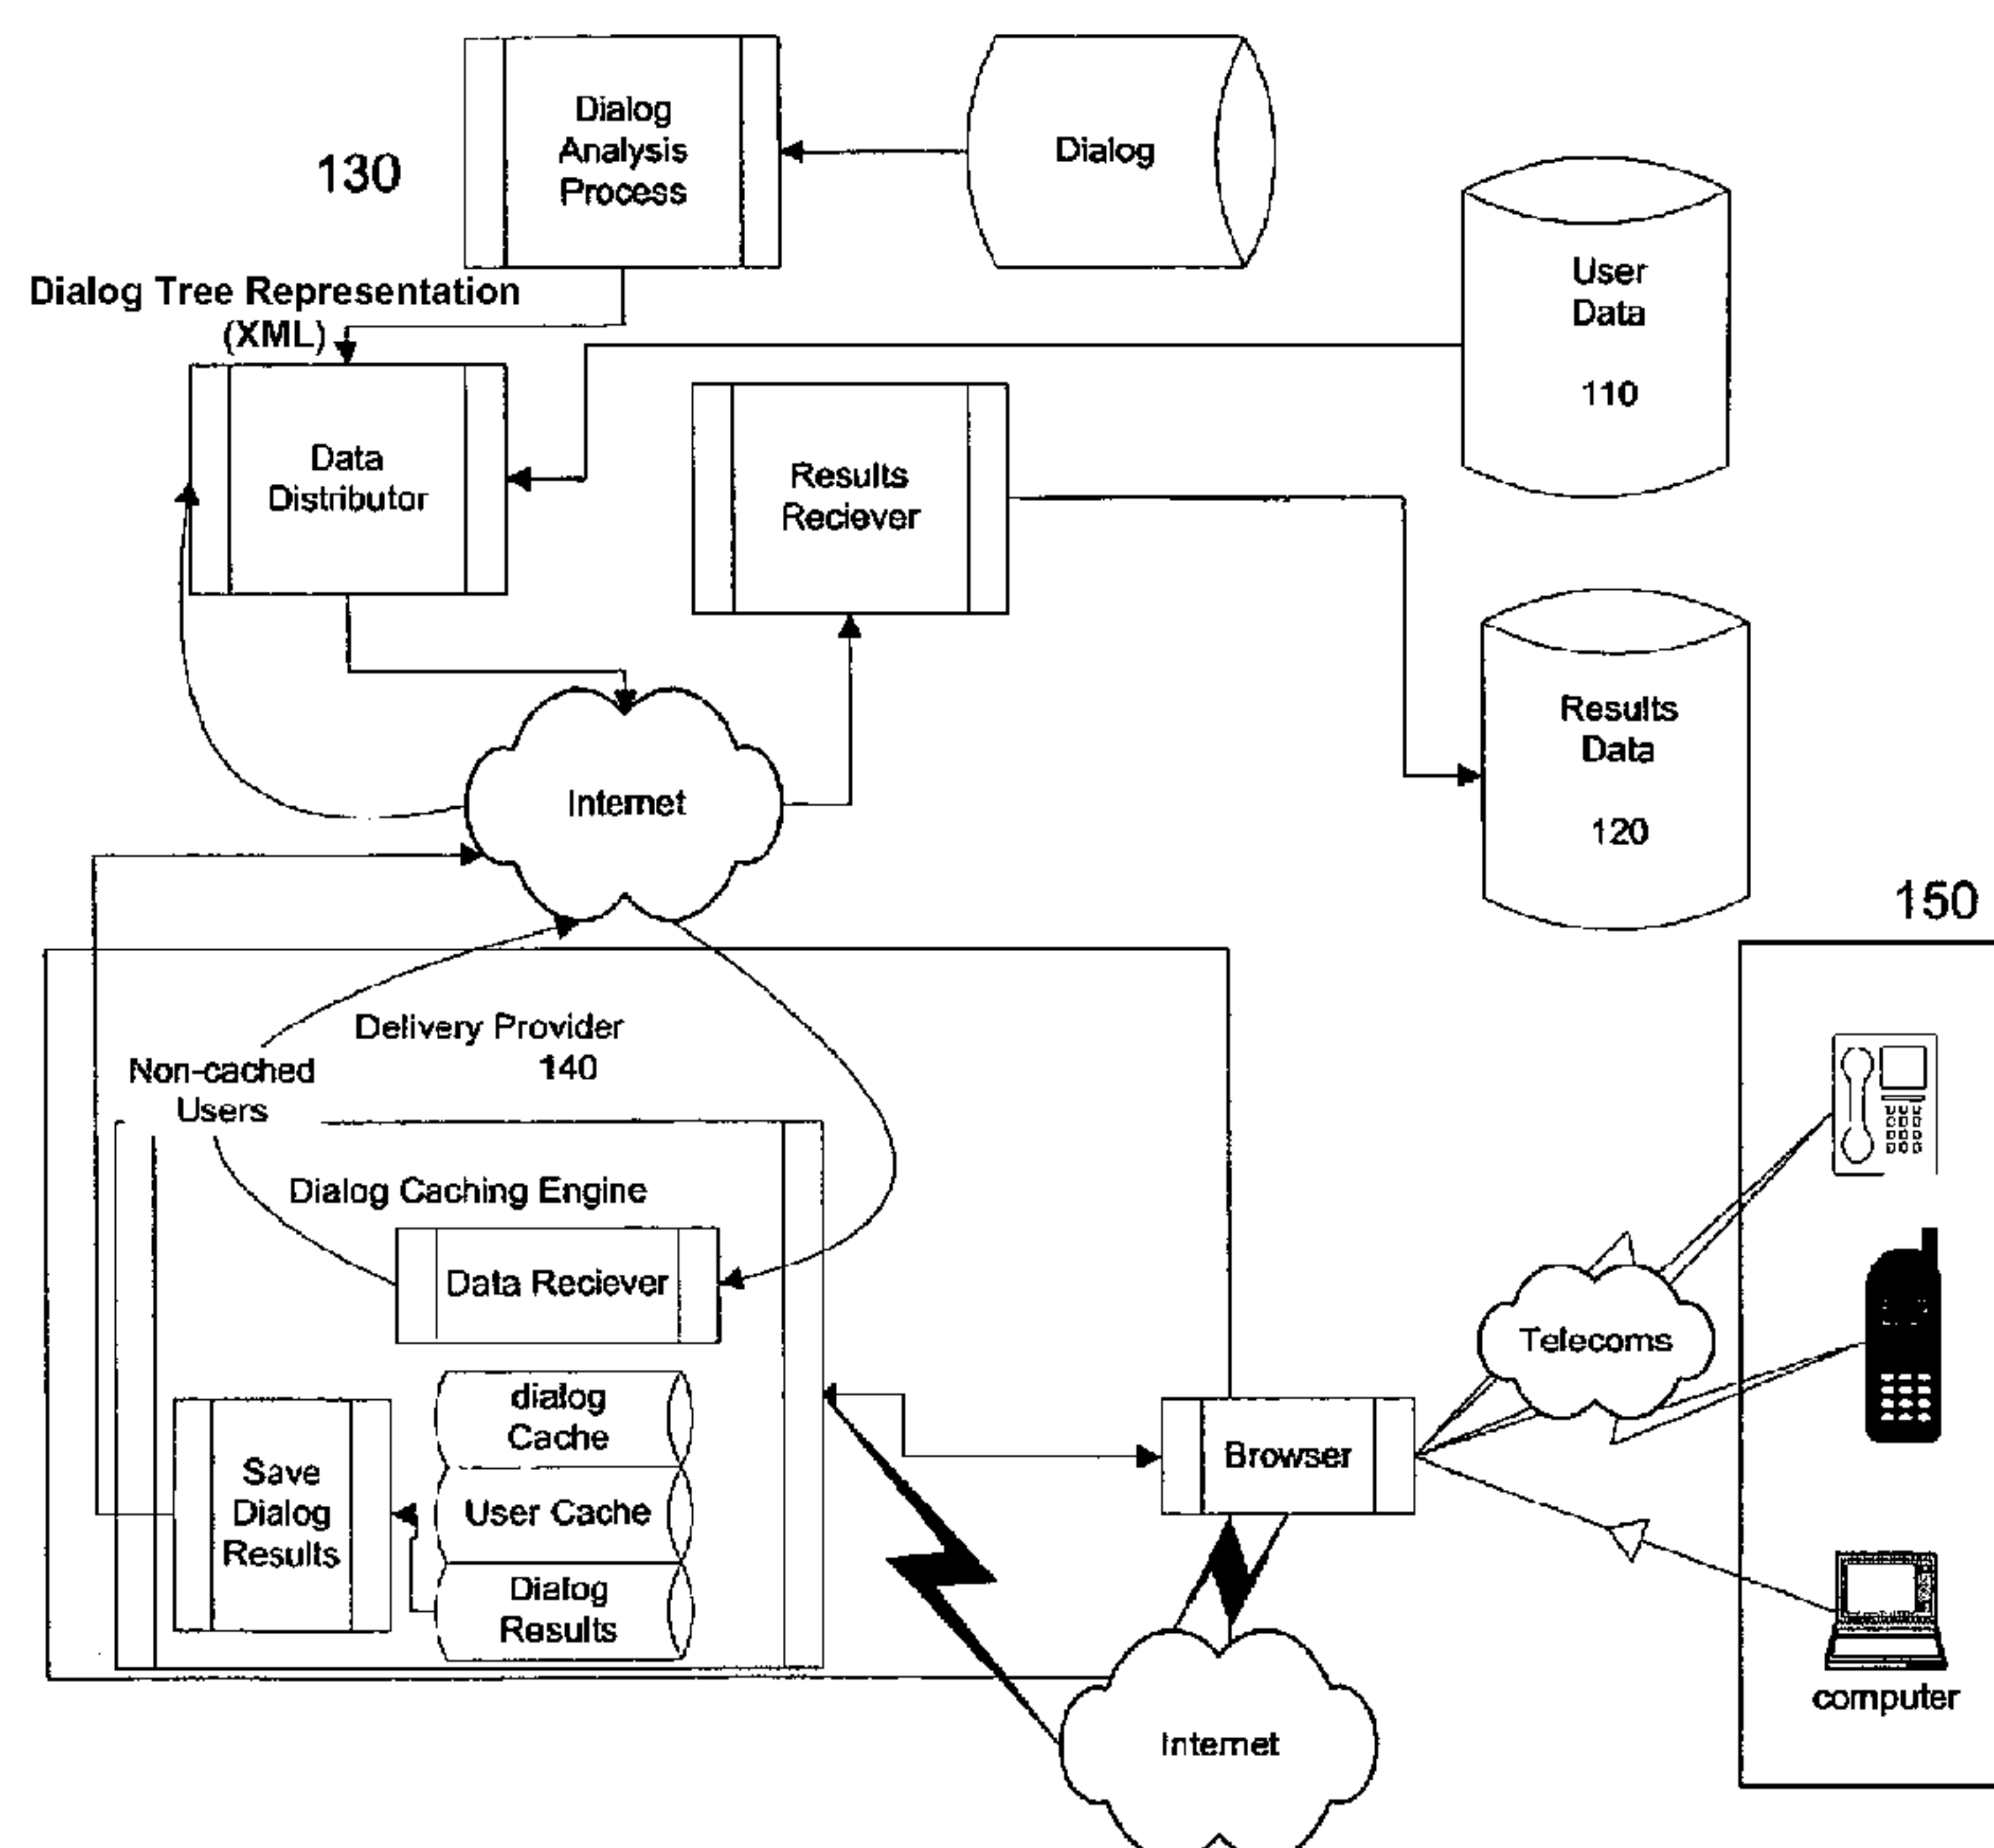 Dialog
Analysis
Process
Dialog
130
User
Data
110
Dialog Tree Representation
(XML)
Data
Distributor
Results
Reciever
Results
Data
120
Internet
150
Delivery Provider
140
Non-cached
Users
Dialog Caching Engine
Data Reciever
Telecoms
dialog
Cache
User Cache
Dialog
Results
Save
Dialog
Results
Browser
computer
Internet